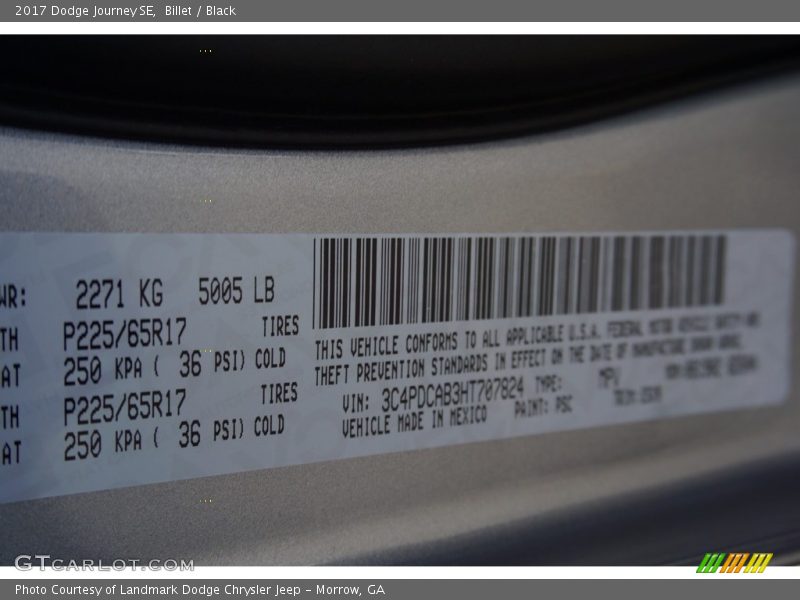 2017 Dodge Journey SE,  Billet / Black
WR: 2271 KG 5005 LB
TH P225/65R17 TIRES
AT 250 KPA ( 36 PSI) COLD
TH P225/65R17 TIRES
AT 250 KPA ( 36 PSI) COLD
THIS VEHICLE CONFORMS TO ALL APPLICABLE U.S.A. FEDERAL MOTOR VEHICLE SAFETY AND
THEFT PREVENTION STANDARDS IN EFFECT ON THE DATE OF MANUFACTURE SHOWN ABOVE.
VIN: 3C4PDCAB3HT707824 TYPE: MPV
VEHICLE MADE IN MEXICO PAINT: PSC
GTCARLOT.COM
Photo Courtesy of Landmark Dodge Chrysler Jeep – Morrow, GA